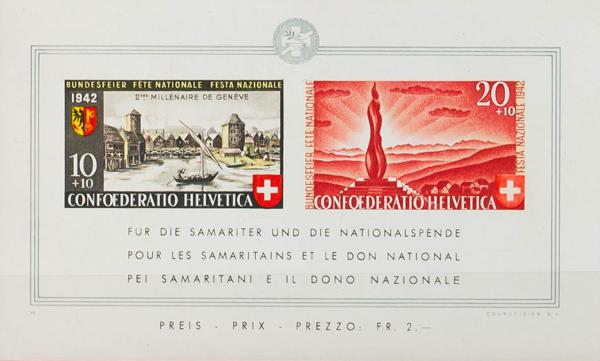 BUNDESFEIER FÊTE NATIONALE FESTA NAZIONALE
1942
IIème MILLÉNAIRE DE GENÈVE
10
+10
CONFOEDERATIO HELVETICA
BUNDESFEIER FÊTE NATIONALE
20
+10
FESTA NAZIONALE 1942
CONFOEDERATIO HELVETICA
FÜR DIE SAMARITER UND DIE NATIONALSPENDE
POUR LES SAMARITAINS ET LE DON NATIONAL
PEI SAMARITANI E IL DONO NAZIONALE
COURVOISIER S.A.
PREIS - PRIX - PREZZO: FR. 2.—